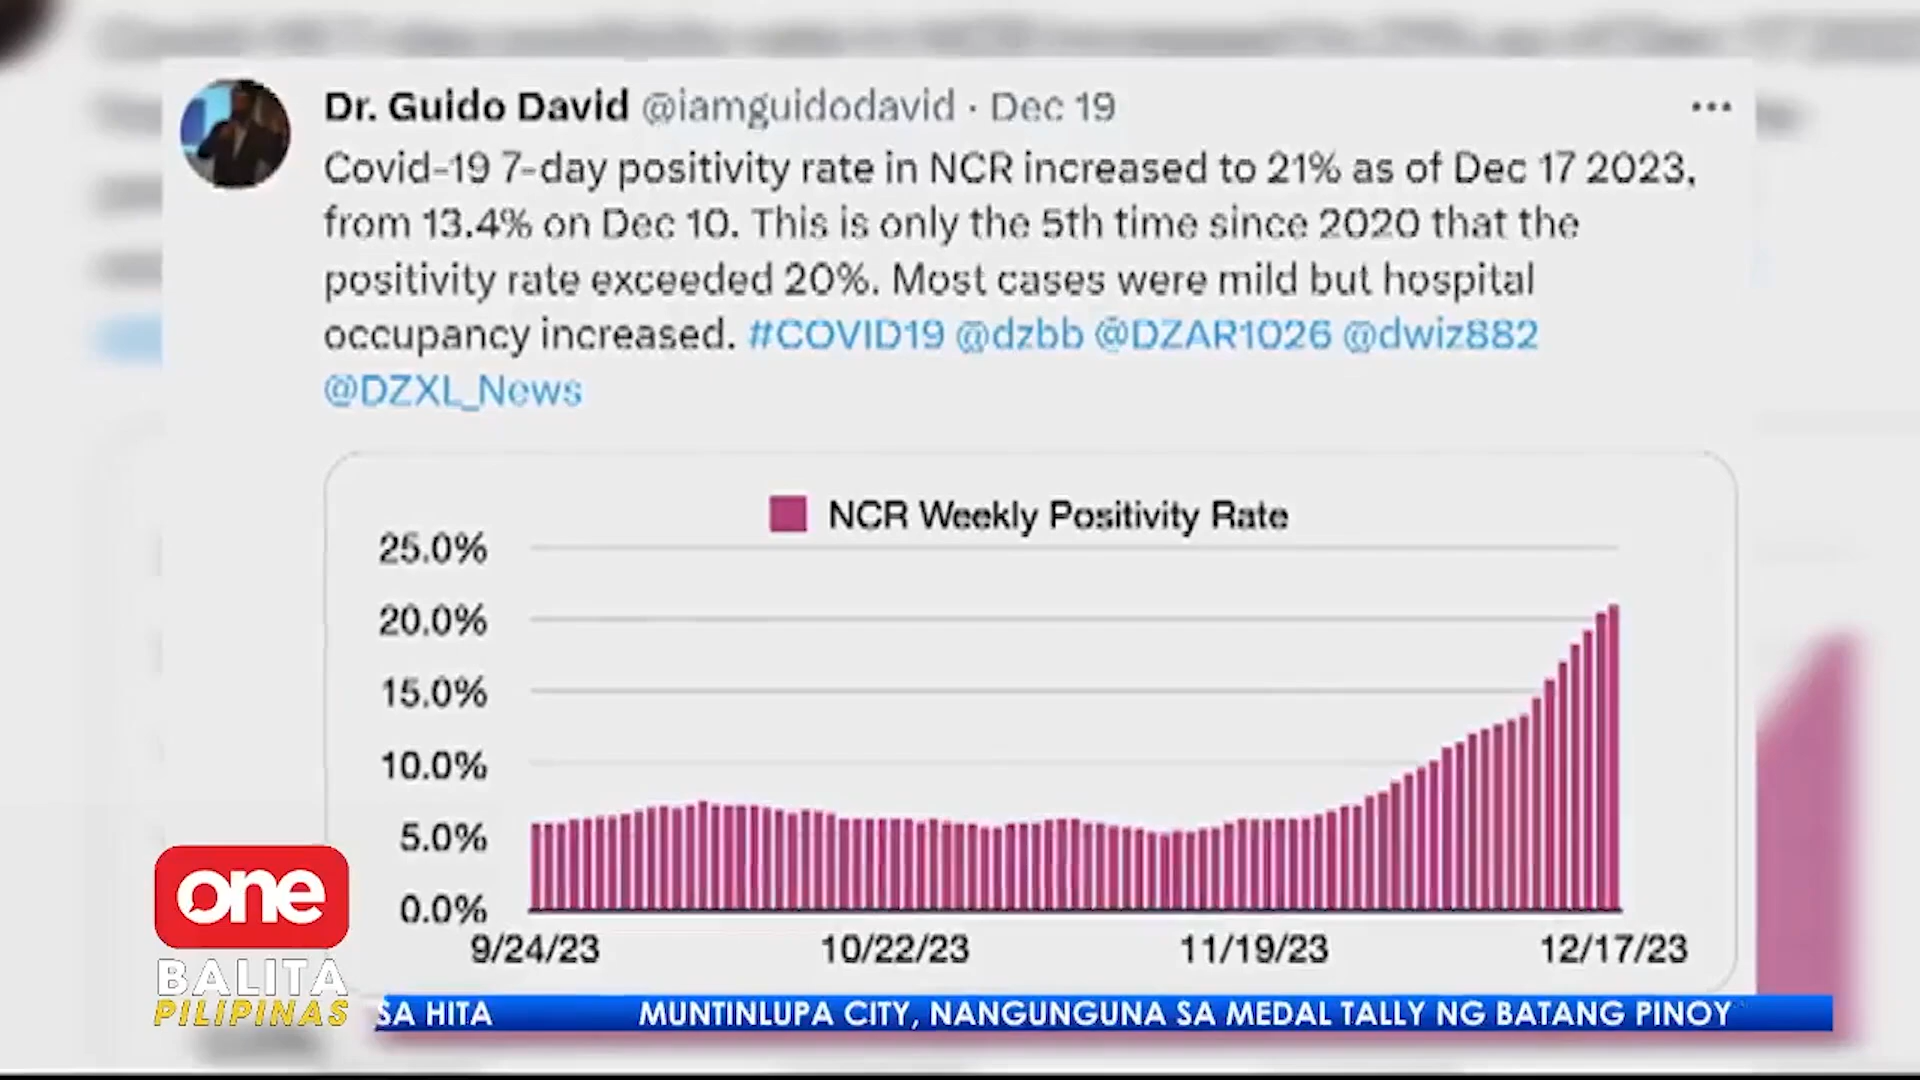 Dr. Guido David @iamguidodavid · Dec 19
Covid-19 7-day positivity rate in NCR increased to 21% as of Dec 17 2023,
from 13.4% on Dec 10. This is only the 5th time since 2020 that the
positivity rate exceeded 20%. Most cases were mild but hospital
occupancy increased. #COVID19 @dzbb @DZAR1026 @dwiz882
@DZXL_News
NCR Weekly Positivity Rate
25.0%
20.0%
15.0%
10.0%
5.0%
0.0%
9/24/23 10/22/23 11/19/23 12/17/23
one
BALITA
PILIPINAS
SA HITA MUNTINLUPA CITY, NANGUNGUNA SA MEDAL TALLY NG BATANG PINOY